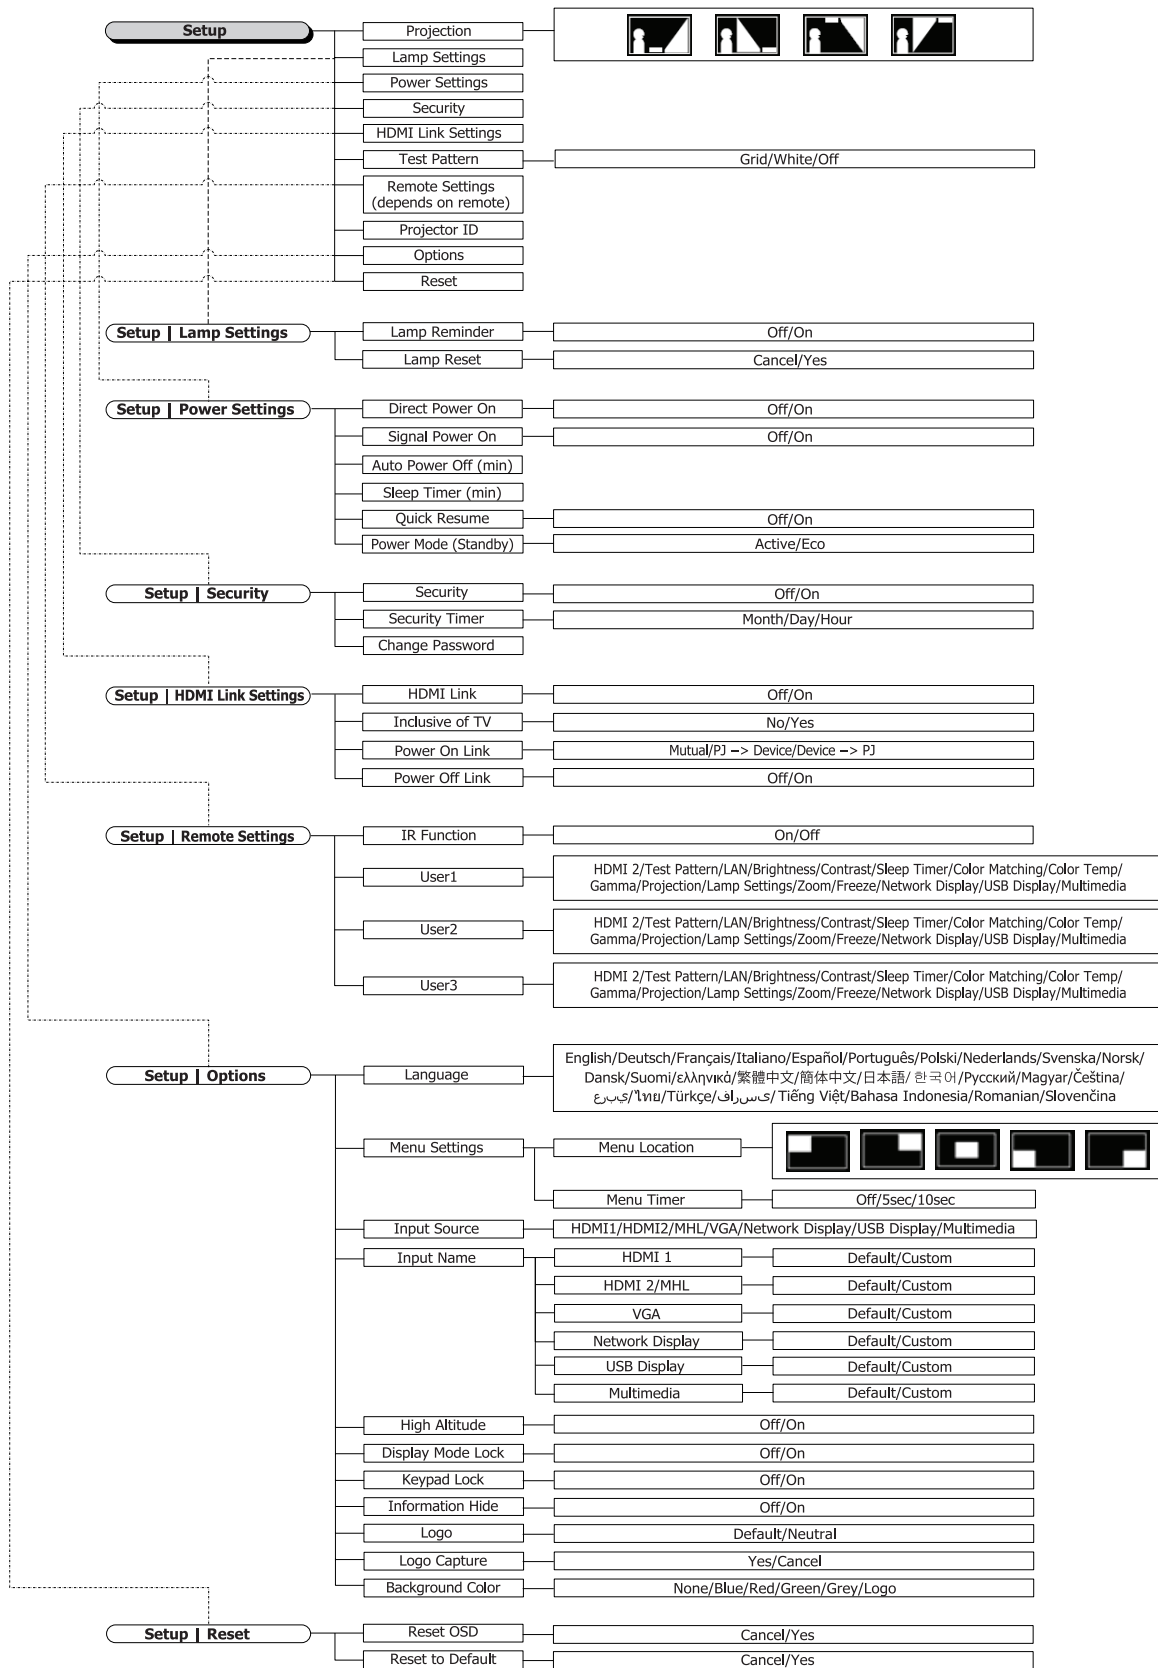 Setup
Projection
Lamp Settings
Power Settings
Security
HDMI Link Settings
Test Pattern
Grid/White/Off
Remote Settings
(depends on remote)
Projector ID
Options
Reset
Setup | Lamp Settings
Lamp Reminder
Off/On
Lamp Reset
Cancel/Yes
Setup | Power Settings
Direct Power On
Off/On
Signal Power On
Off/On
Auto Power Off (min)
Sleep Timer (min)
Quick Resume
Off/On
Power Mode (Standby)
Active/Eco
Setup | Security
Security
Off/On
Security Timer
Month/Day/Hour
Change Password
Setup | HDMI Link Settings
HDMI Link
Off/On
Inclusive of TV
No/Yes
Power On Link
Mutual/PJ –> Device/Device –> PJ
Power Off Link
Off/On
Setup | Remote Settings
IR Function
On/Off
User1
HDMI 2/Test Pattern/LAN/Brightness/Contrast/Sleep Timer/Color Matching/Color Temp/
Gamma/Projection/Lamp Settings/Zoom/Freeze/Network Display/USB Display/Multimedia
User2
HDMI 2/Test Pattern/LAN/Brightness/Contrast/Sleep Timer/Color Matching/Color Temp/
Gamma/Projection/Lamp Settings/Zoom/Freeze/Network Display/USB Display/Multimedia
User3
HDMI 2/Test Pattern/LAN/Brightness/Contrast/Sleep Timer/Color Matching/Color Temp/
Gamma/Projection/Lamp Settings/Zoom/Freeze/Network Display/USB Display/Multimedia
Setup | Options
Language
English/Deutsch/Français/Italiano/Español/Português/Polski/Nederlands/Svenska/Norsk/
Dansk/Suomi/ελληνικά/繁體中文/簡体中文/日本語/한국어/Русский/Magyar/Čeština/
ﻱﺏﺭﻉ/ไทย/Türkçe/ﻯﺱﺭﺍﻑ/Tiếng Việt/Bahasa Indonesia/Romanian/Slovenčina
Menu Settings
Menu Location
Menu Timer
Off/5sec/10sec
Input Source
HDMI1/HDMI2/MHL/VGA/Network Display/USB Display/Multimedia
Input Name
HDMI 1
Default/Custom
HDMI 2/MHL
Default/Custom
VGA
Default/Custom
Network Display
Default/Custom
USB Display
Default/Custom
Multimedia
Default/Custom
High Altitude
Off/On
Display Mode Lock
Off/On
Keypad Lock
Off/On
Information Hide
Off/On
Logo
Default/Neutral
Logo Capture
Yes/Cancel
Background Color
None/Blue/Red/Green/Grey/Logo
Setup | Reset
Reset OSD
Cancel/Yes
Reset to Default
Cancel/Yes